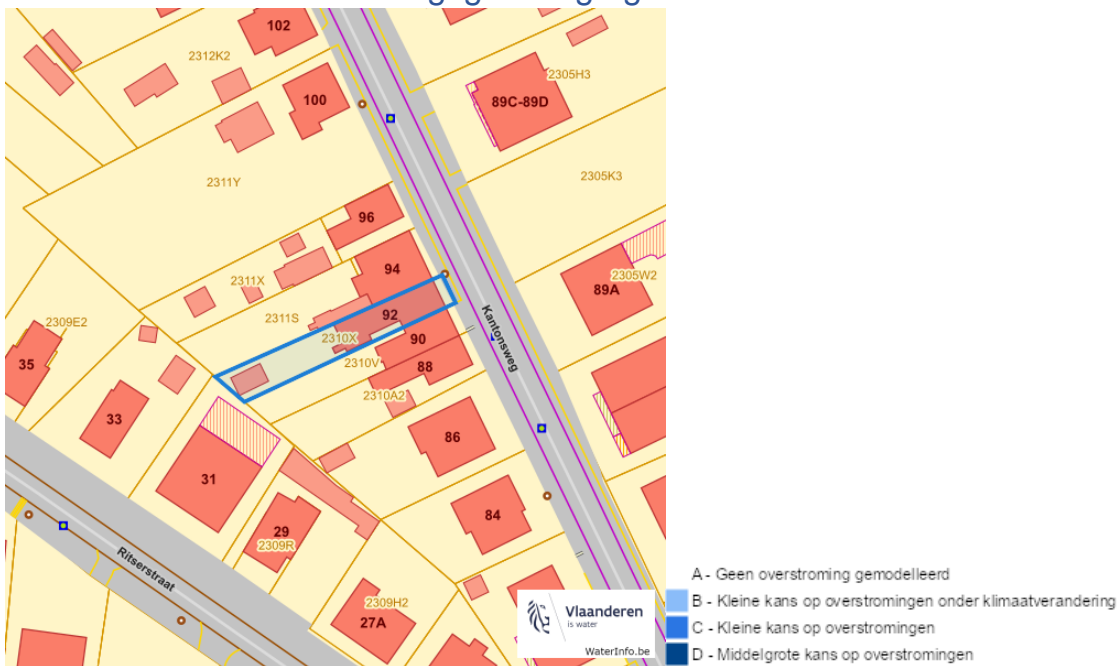 102
2312K2
100
2305H3
89C-89D
2311Y
2305K3
96
94
2311X
2305W2
89A
2311S
92
2310X
Kantonsweg
2309E2
90
35
2310V
88
2310A2
33
86
31
84
29
2309R
Ritserstraat
2309H2
27A
Vlaanderen
is water
WaterInfo.be
A - Geen overstroming gemodelleerd
B - Kleine kans op overstromingen onder klimaatverandering
C - Kleine kans op overstromingen
D - Middelgrote kans op overstromingen